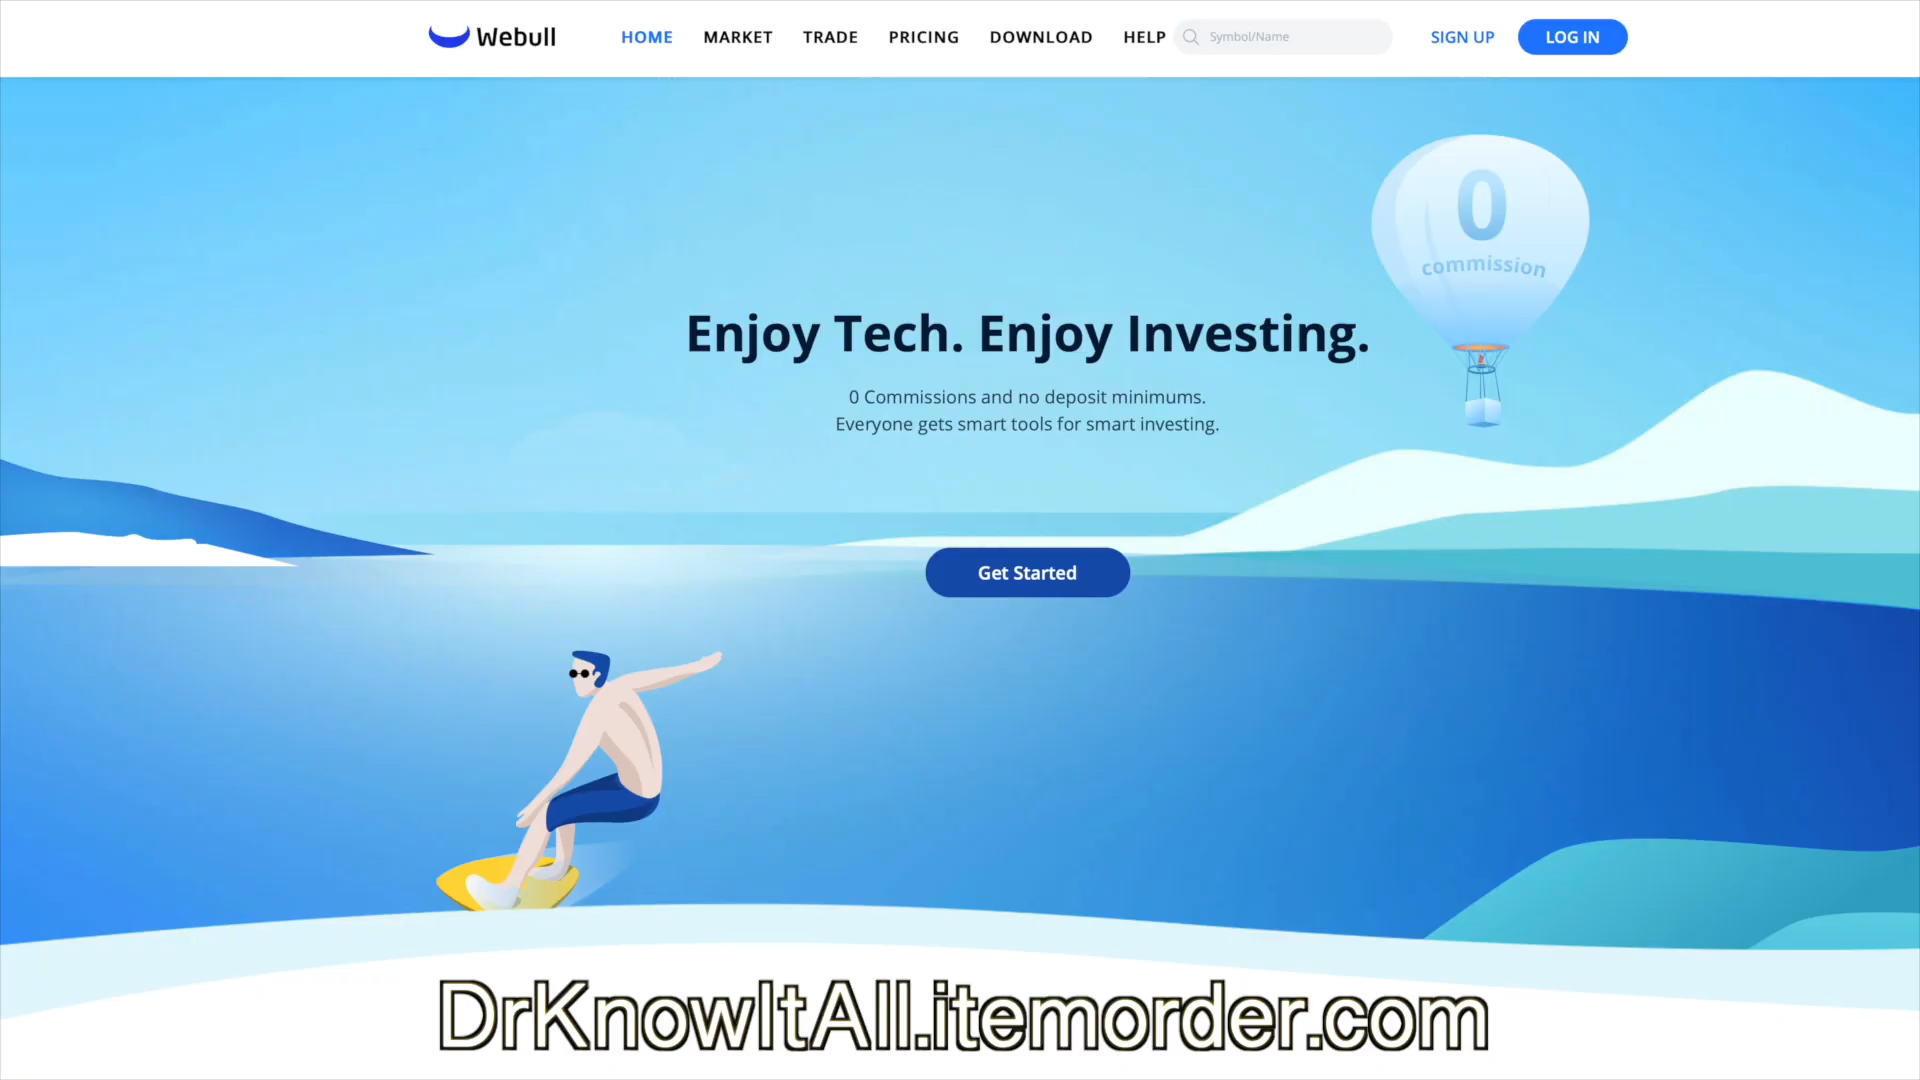 Webull
HOME MARKET TRADE PRICING DOWNLOAD HELP Symbol/Name SIGN UP LOG IN
0
commission
Enjoy Tech. Enjoy Investing.
0 Commissions and no deposit minimums.
Everyone gets smart tools for smart investing.
Get Started
DrKnowItAll.itemorder.com